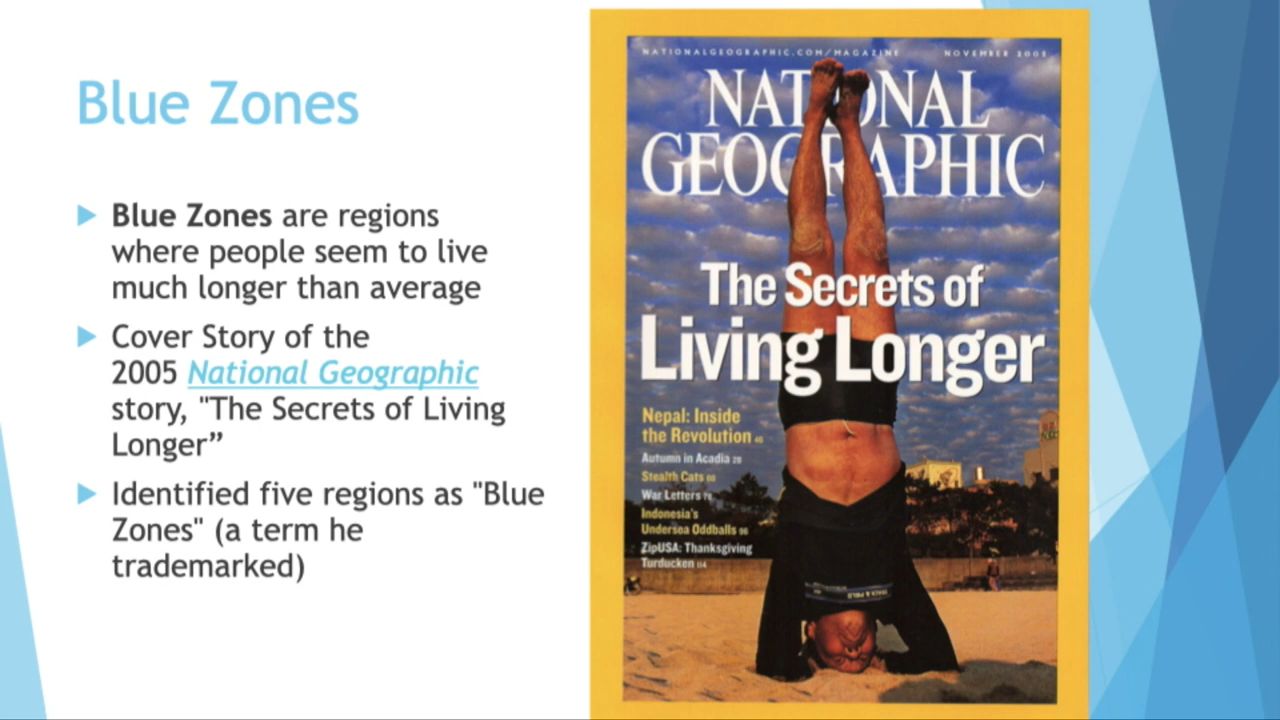 Blue Zones
Blue Zones are regions
where people seem to live
much longer than average
Cover Story of the
2005 National Geographic
story, "The Secrets of Living
Longer”
Identified five regions as "Blue
Zones" (a term he
trademarked)
NATIONALGEOGRAPHIC.COM/MAGAZINE
NOVEMBER 2005
NATIONAL
GEOGRAPHIC
The Secrets of
Living Longer
Nepal: Inside
the Revolution 46
Autumn in Acadia 28
Stealth Cats
War Letters
Indonesia's
Undersea Oddballs
ZipUSA: Thanksgiving
Turducken 114